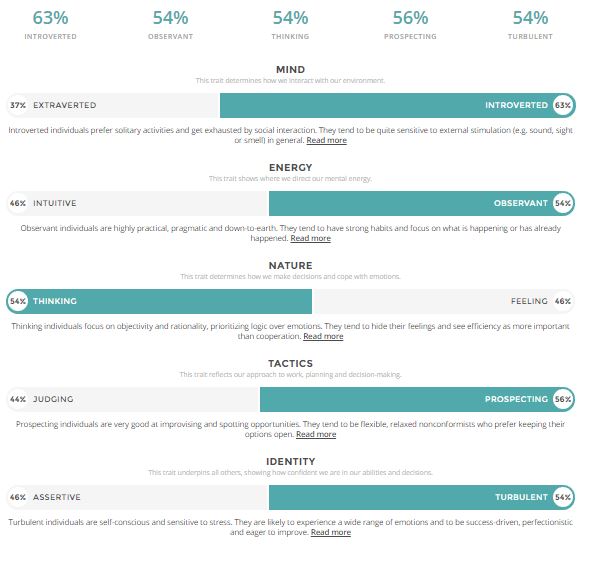 63% 54% 54% 56% 54%
INTROVERTED OBSERVANT THINKING PROSPECTING TURBULENT
MIND
This trait determines how we interact with our environment.
37% EXTRAVERTED INTROVERTED 63%
Introverted individuals prefer solitary activities and get exhausted by social interaction. They tend to be quite sensitive to external stimulation (e.g. sound, sight
or smell) in general. Read more
ENERGY
This trait shows where we direct our mental energy.
46% INTUITIVE OBSERVANT 54%
Observant individuals are highly practical, pragmatic and down-to-earth. They tend to have strong habits and focus on what is happening or has already
happened. Read more
NATURE
This trait determines how we make decisions and cope with emotions.
54% THINKING FEELING 46%
Thinking individuals focus on objectivity and rationality, prioritizing logic over emotions. They tend to hide their feelings and see efficiency as more important
than cooperation. Read more
TACTICS
This trait reflects our approach to work, planning and decision-making.
44% JUDGING PROSPECTING 56%
Prospecting individuals are very good at improvising and spotting opportunities. They tend to be flexible, relaxed nonconformists who prefer keeping their
options open. Read more
IDENTITY
This trait underpins all others, showing how confident we are in our abilities and decisions.
46% ASSERTIVE TURBULENT 54%
Turbulent individuals are self-conscious and sensitive to stress. They are likely to experience a wide range of emotions and to be success-driven, perfectionistic
and eager to improve. Read more